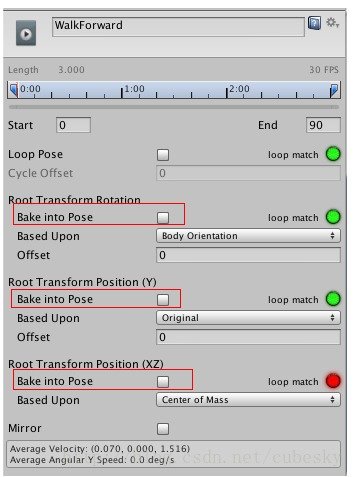 WalkForward
Length 3.000 30 FPS
0:00 1:00 2:00
Start 0 End 90
Loop Pose loop match
Cycle Offset 0
Root Transform Rotation
Bake into Pose loop match
Based Upon Body Orientation
Offset 0
Root Transform Position (Y)
Bake into Pose loop match
Based Upon Original
Offset 0
Root Transform Position (XZ)
Bake into Pose loop match
Based Upon Center of Mass
Mirror
Average Velocity: (0.070, 0.000, 1.516)
csdn.net/cubesky
Average Angular Y Speed: 0.0 deg/s